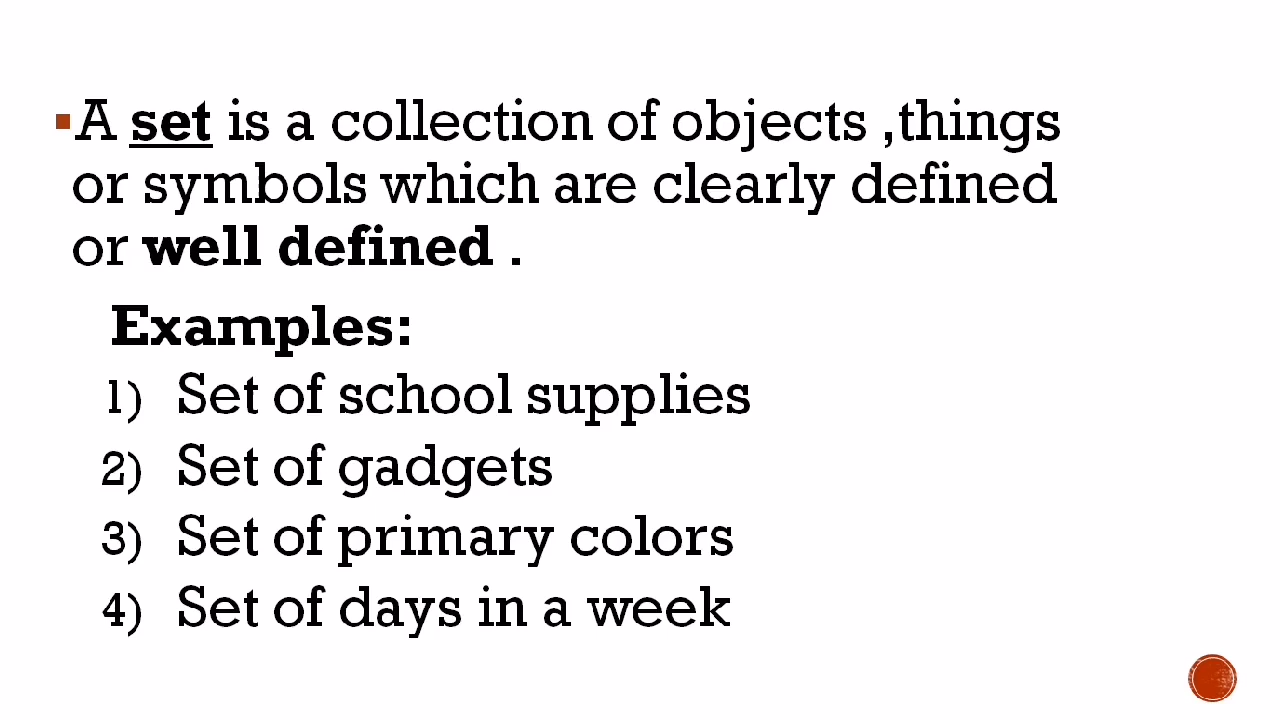 ▪A set is a collection of objects ,things
or symbols which are clearly defined
or well defined .
Examples:
1) Set of school supplies
2) Set of gadgets
3) Set of primary colors
4) Set of days in a week